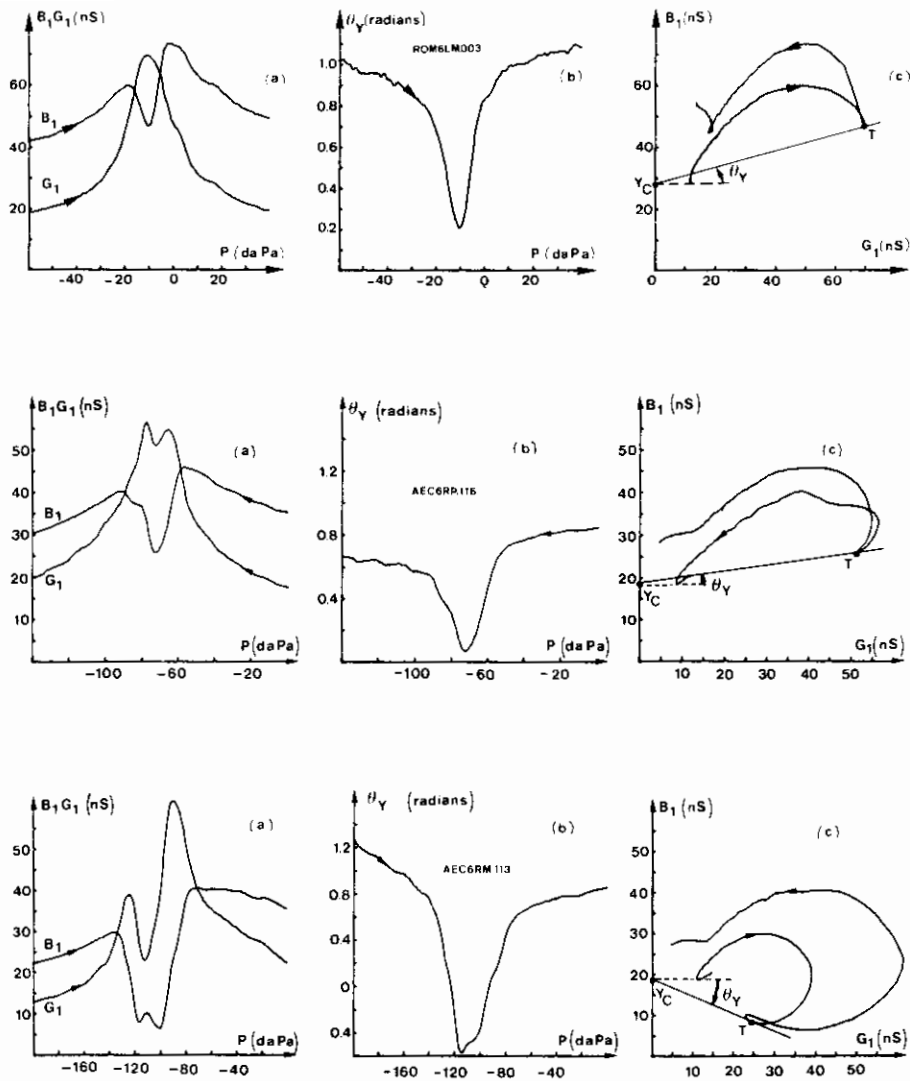 B₁G₁(nS)
60
40
20
B₁
G₁
(a)
P (daPa)
-40 -20 0
θY(radians)
ROM6LM003
1.0
0.8
0.6
0.4
0.2
(b)
P (daPa)
-40 -20 0
B₁(nS)
(c)
60
40
20
T
YC
θY
G₁(nS)
0 20 40 60
B₁G₁(nS)
50
40
30
20
10
B₁
G₁
(a)
P(daPa)
-100 -60 -20
θY (radians)
(b)
AEC6RP.116
1.2
0.8
0.4
P (daPa)
-100 -60 -20
B₁ (nS)
(c)
50
40
30
20
10
T
YC
θY
G₁(nS)
10 20 30 40 50
B₁G₁ (nS)
50
40
30
20
10
B₁
G₁
(a)
P(daPa)
-160 -120 -80 -40
θY (radians)
(b)
AEC6RM.113
1.2
0.8
0.4
0
0.4
P(daPa)
-160 -120 -80 -40
B₁(nS)
(c)
50
40
30
20
10
YC
θY
T
G₁(nS)
10 20 30 40 50